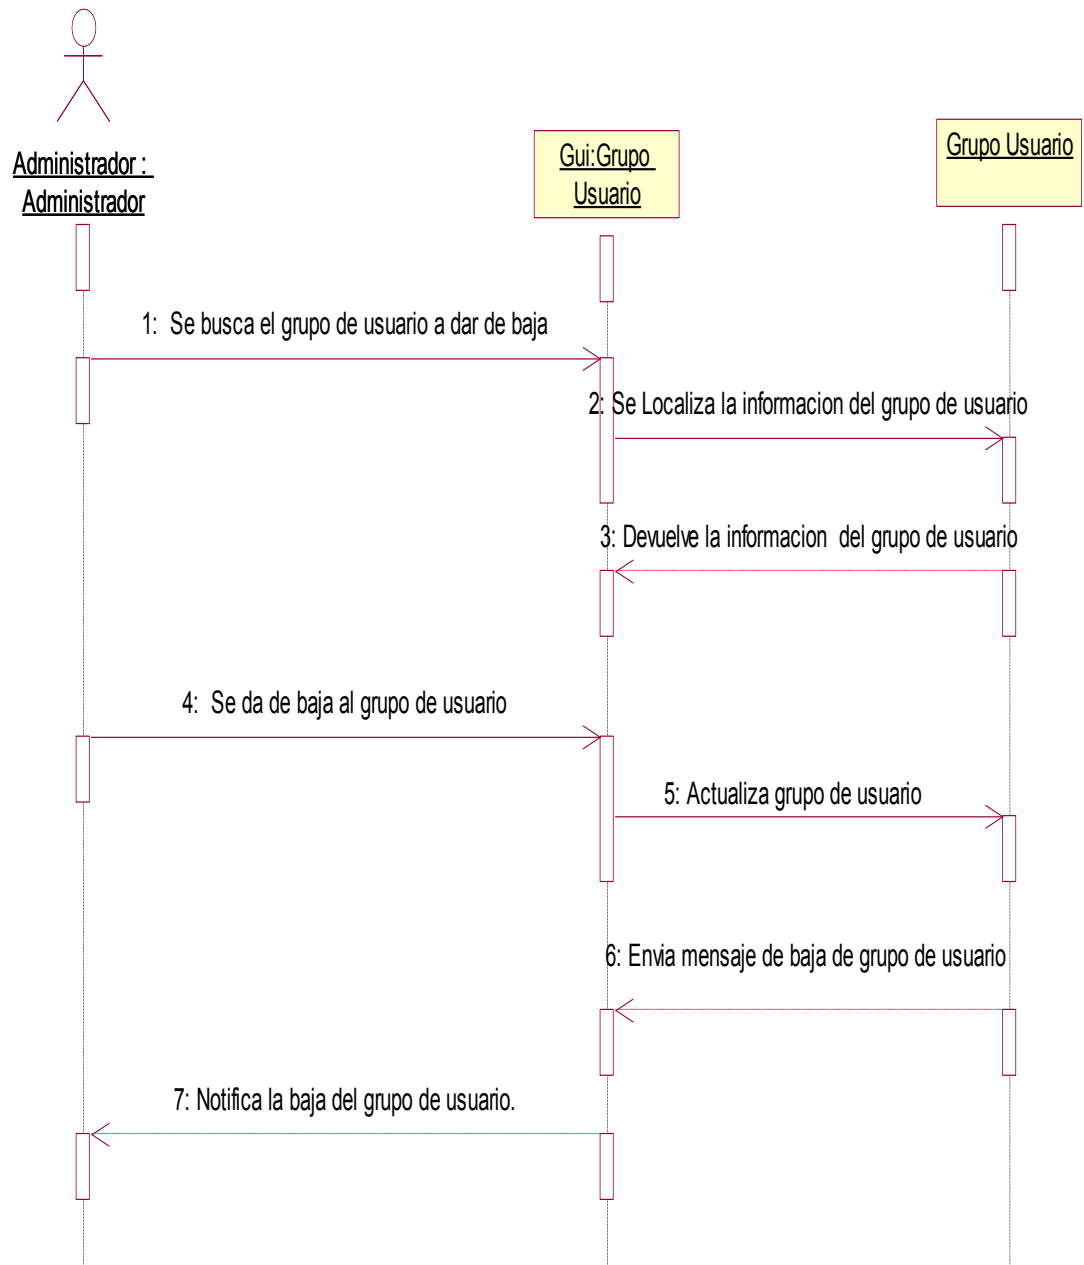 Administrador :
Administrador
Gui:Grupo
Usuario
Grupo Usuario
1:  Se busca el grupo de usuario a dar de baja
2: Se Localiza la informacion del grupo de usuario
3: Devuelve la informacion  del grupo de usuario
4:  Se da de baja al grupo de usuario
5: Actualiza grupo de usuario
6: Envia mensaje de baja de grupo de usuario
7: Notifica la baja del grupo de usuario.